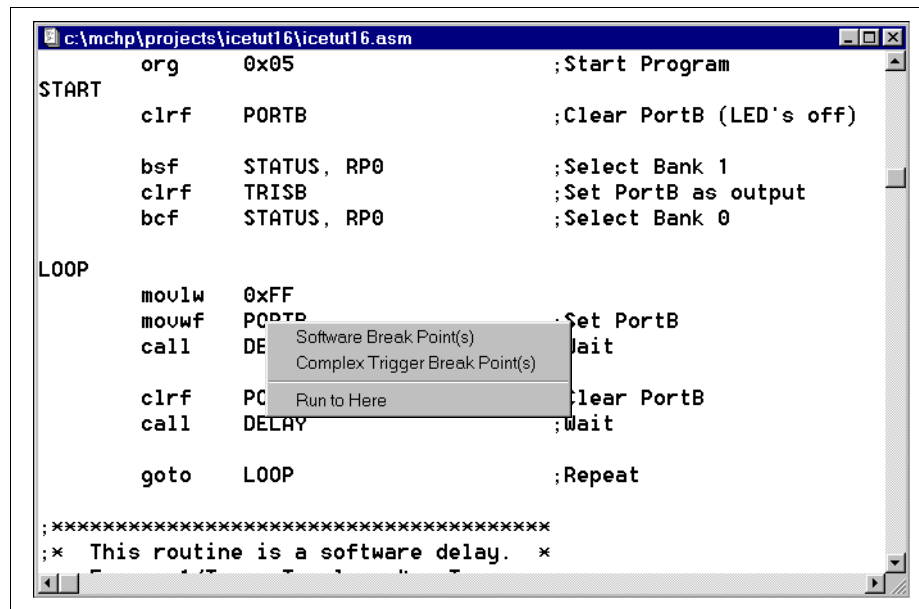 c:\mchp\projects\icetut16\icetut16.asm
org 0x05 ;Start Program
START
clrf PORTB ;Clear PortB (LED's off)
bsf STATUS, RP0 ;Select Bank 1
clrf TRISB ;Set PortB as output
bcf STATUS, RP0 ;Select Bank 0
LOOP
movlw 0xFF
movwf PORTB ;Set PortB
call DE ;Wait
Software Break Point(s)
Complex Trigger Break Point(s)
Run to Here
clrf PO ;Clear PortB
call DELAY ;Wait
goto LOOP ;Repeat
;***************************************
;* This routine is a software delay. *